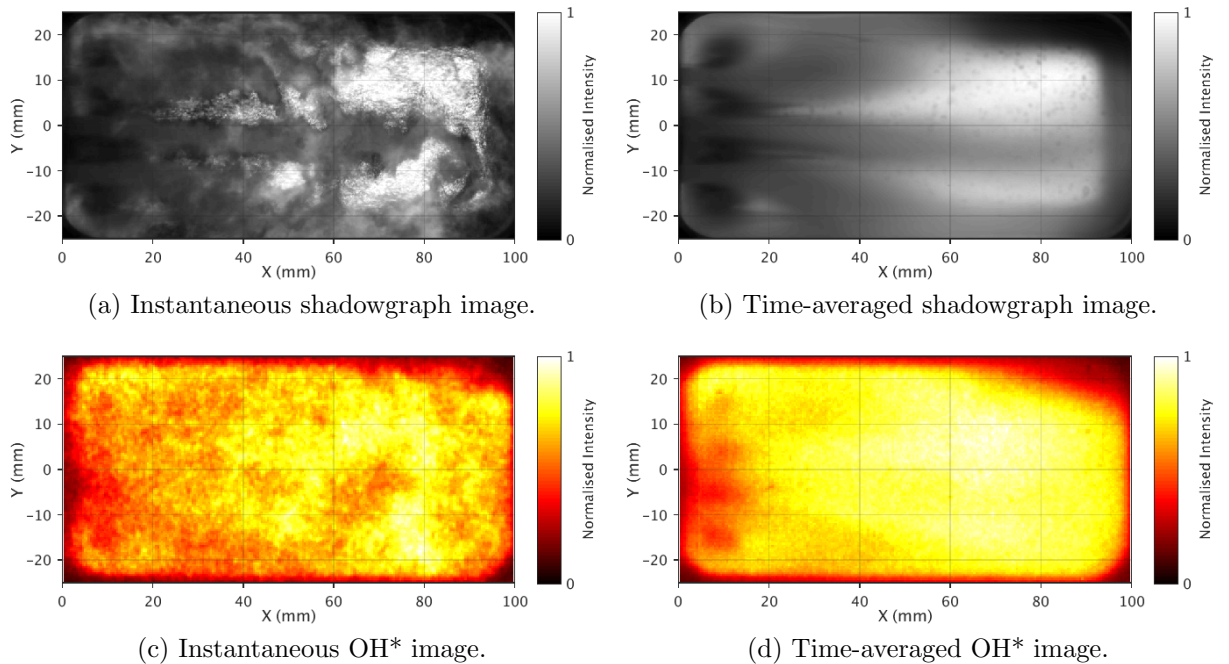 20
10
0
−10
−20
Y (mm)
0 20 40 60 80 100
X (mm)
1
0
Normalised Intensity
(a) Instantaneous shadowgraph image.
20
10
0
−10
−20
Y (mm)
0 20 40 60 80 100
X (mm)
1
0
Normalised Intensity
(b) Time-averaged shadowgraph image.
20
10
0
−10
−20
Y (mm)
0 20 40 60 80 100
X (mm)
1
0
Normalised Intensity
(c) Instantaneous OH* image.
20
10
0
−10
−20
Y (mm)
0 20 40 60 80 100
X (mm)
1
0
Normalised Intensity
(d) Time-averaged OH* image.